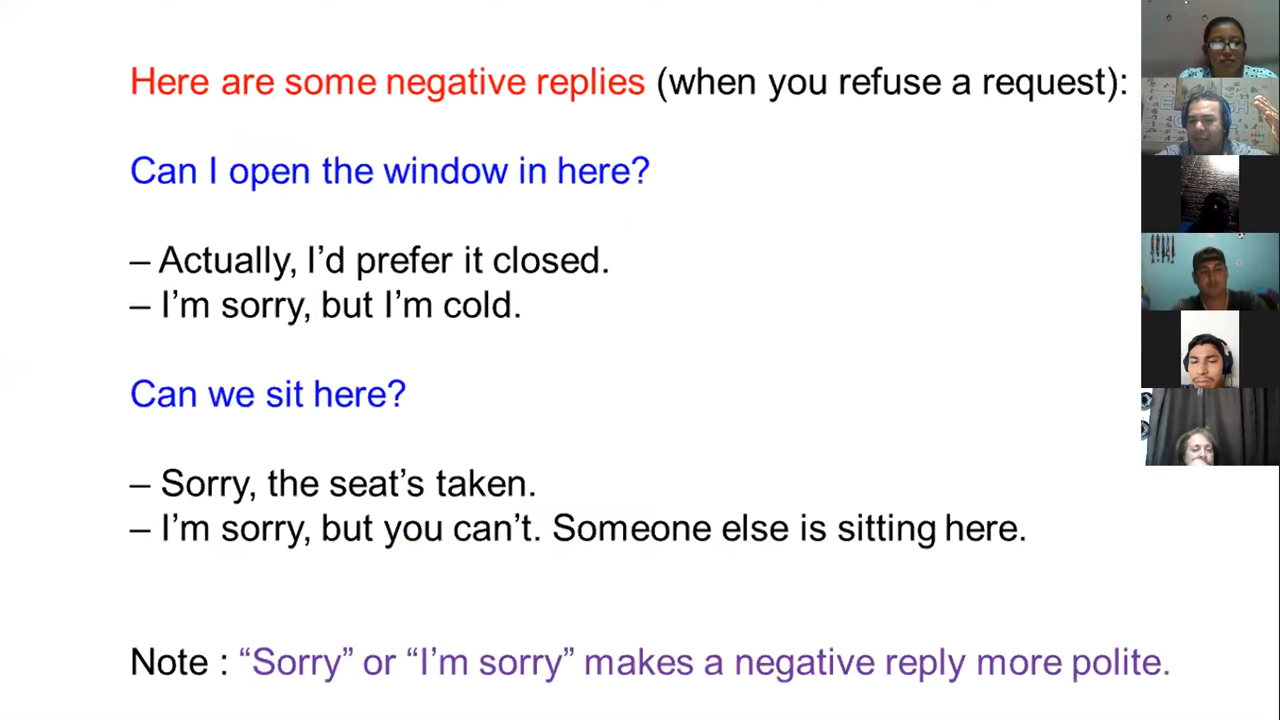 Here are some negative replies (when you refuse a request):
Can I open the window in here?
– Actually, I’d prefer it closed.
– I’m sorry, but I’m cold.
Can we sit here?
– Sorry, the seat’s taken.
– I’m sorry, but you can’t. Someone else is sitting here.
Note : “Sorry” or “I’m sorry” makes a negative reply more polite.